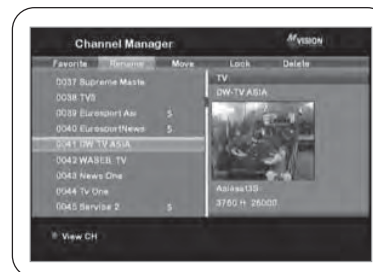 Channel Manager
MVISION
Favorite Rename Move Lock Delete
0037 Supreme Maste
0038 TVS
0039 Eurosport Asi S
0040 EurosportNews S
0041 DW-TV ASIA
0042 WASEB TV
0043 News One
0044 Tv One
0045 Service 2 S
TV
DW-TV ASIA
Asiasat3S
3760 H 26000
View CH